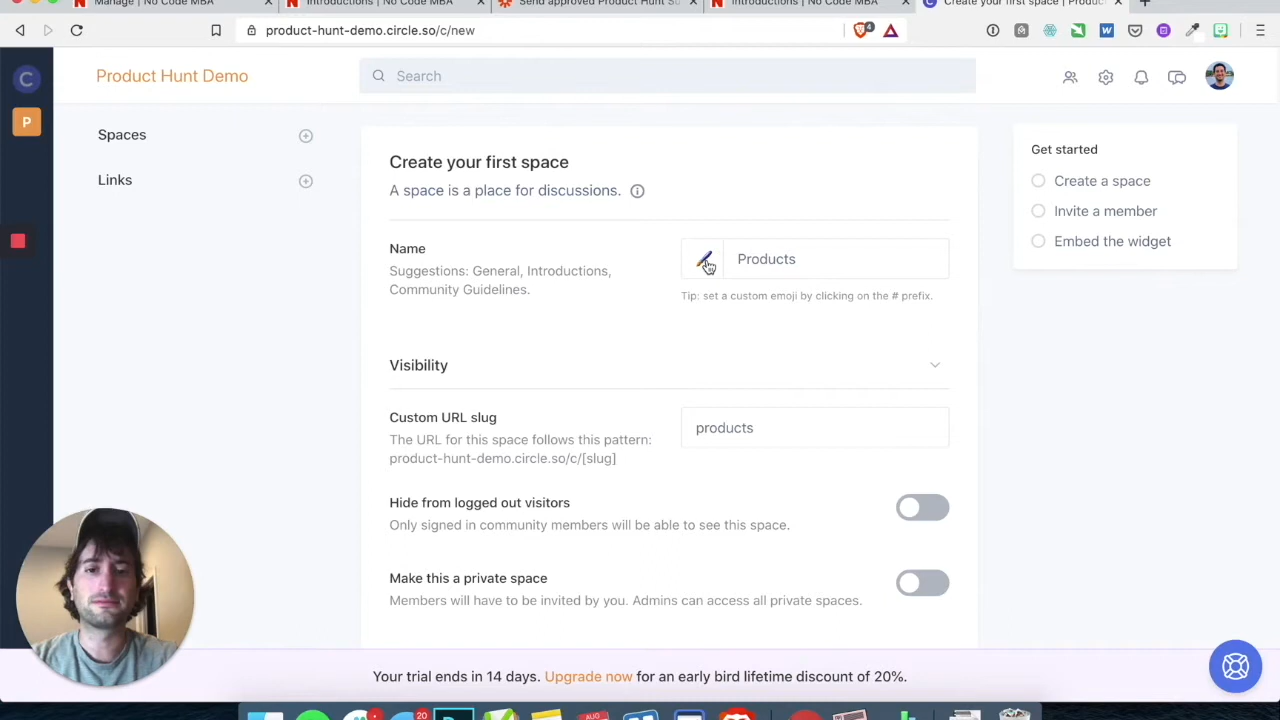 Manage | No Code MBA
Introductions | No Code MBA
Send approved Product Hunt Su
Introductions | No Code MBA
Create your first space | Product
product-hunt-demo.circle.so/c/new
4
C
Product Hunt Demo
Search
P
Spaces
Links
Create your first space
A space is a place for discussions.
Name
Suggestions: General, Introductions,
Community Guidelines.
Products
Tip: set a custom emoji by clicking on the # prefix.
Visibility
Custom URL slug
The URL for this space follows this pattern:
product-hunt-demo.circle.so/c/[slug]
products
Hide from logged out visitors
Only signed in community members will be able to see this space.
Make this a private space
Members will have to be invited by you. Admins can access all private spaces.
Get started
Create a space
Invite a member
Embed the widget
Your trial ends in 14 days. Upgrade now for an early bird lifetime discount of 20%.
20
AUG